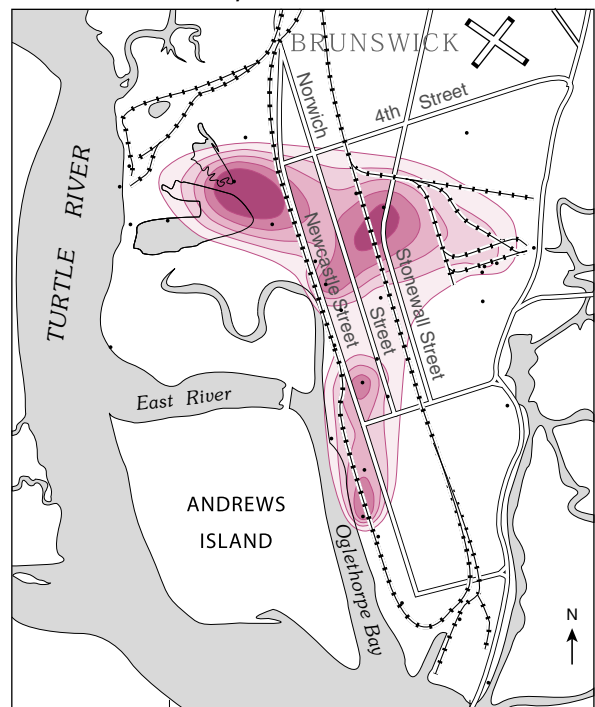 BRUNSWICK
Norwich
4th Street
TURTLE RIVER
Newcastle Street
Stonewall Street
Street
East River
ANDREWS
ISLAND
Oglethorpe Bay
N